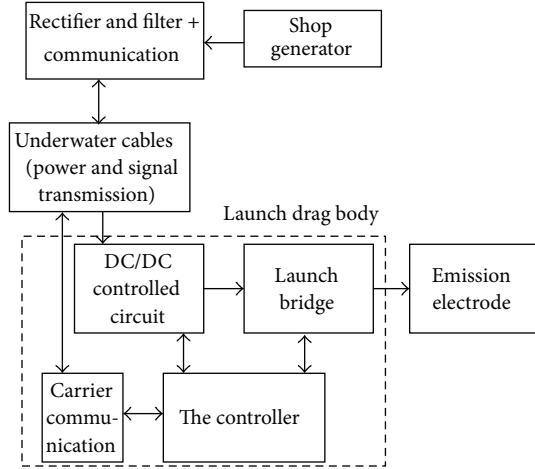 Rectifier and filter +
communication
Shop
generator
Underwater cables
(power and signal
transmission)
Launch drag body
DC/DC
controlled
circuit
Launch
bridge
Emission
electrode
Carrier
commu-
nication
The controller